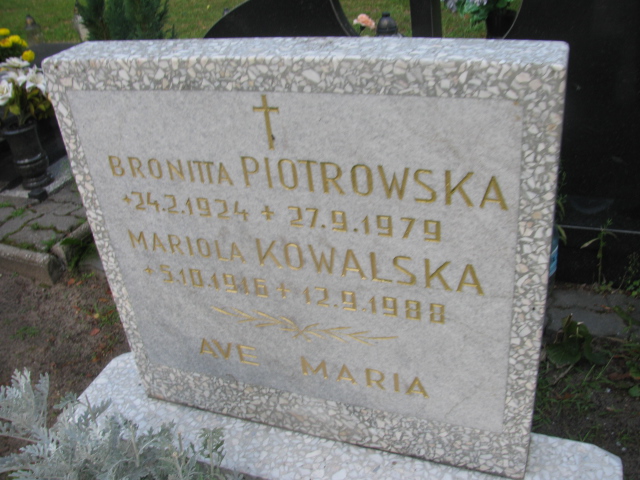 BRONITTA PIOTROWSKA
*24.2.1924 + 27.9.1979
MARIOLA KOWALSKA
*5.10.1916 + 12.9.1988
AVE MARIA